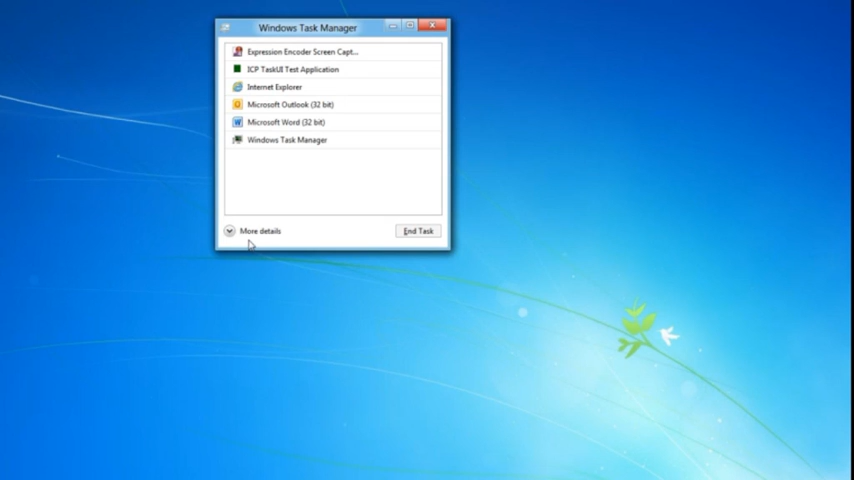 Windows Task Manager
Expression Encoder Screen Capt...
ICP TaskUI Test Application
Internet Explorer
Microsoft Outlook (32 bit)
Microsoft Word (32 bit)
Windows Task Manager
More details
End Task